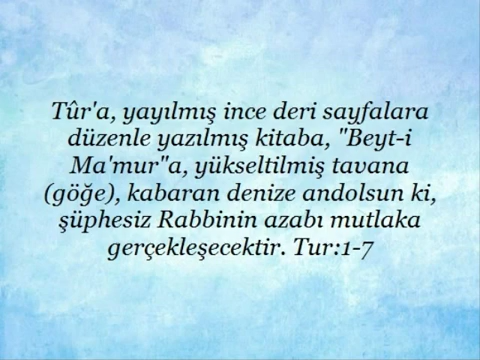 Tûr'a, yayılmış ince deri sayfalara
düzenle yazılmış kitaba, "Beyt-i
Ma'mur"a, yükseltilmiş tavana
(göğe), kabaran denize andolsun ki,
şüphesiz Rabbinin azabı mutlaka
gerçekleşecektir. Tur:1-7